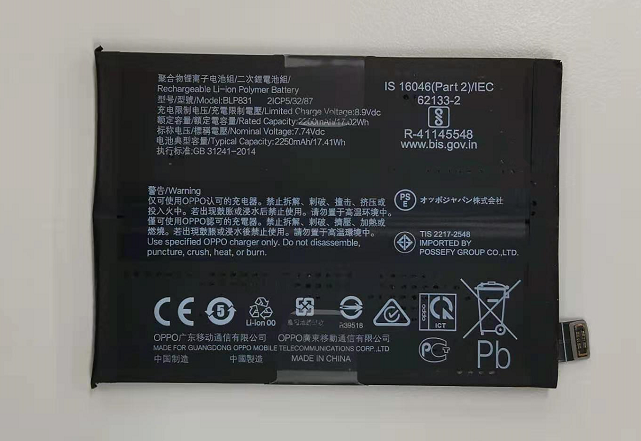 聚合物锂离子电池组/二次鋰電池組/
Rechargeable Li-ion Polymer Battery
型号/型號/Model:BLP831 2ICP5/32/87
充电限制电压/充電限制電壓/Limited Charge Voltage:8.9Vdc
额定容量/額定電容量/Rated Capacity:2200mAh/17.02Wh
标称电压/標稱電壓/Nominal Voltage:7.74Vdc
电池典型容量/Typical Capacity:2250mAh/17.41Wh
执行标准:GB 31241-2014
IS 16046(Part 2)/IEC
62133-2
R-41145548
www.bis.gov.in
警告/Warning
仅可使用OPPO认可的充电器。禁止拆解、刺破、撞击、挤压或
投入火中。若出现鼓胀或浸水后禁止使用。请勿置于高温环境中。
僅可使用OPPO認可的充電器。禁止拆解、刺破、擠壓、加熱或
燃燒。若出現鼓脹或浸水後禁止使用。請勿置于高溫環境中。
Use specified OPPO charger only. Do not disassemble,
puncture, crush, heat, or burn.
PS
E
オッポジャパン株式会社
TIS 2217-2548
IMPORTED BY
POSSEFY GROUP CO.,LTD.
CE
5
Li-ion 00
R39518
ICT
Pb
OPPO广东移动通信有限公司 OPPO廣東移動通信有限公司
MADE FOR GUANGDONG OPPO MOBILE TELECOMMUNICATIONS CORP.,LTD.
中国制造 中國製造 MADE IN CHINA